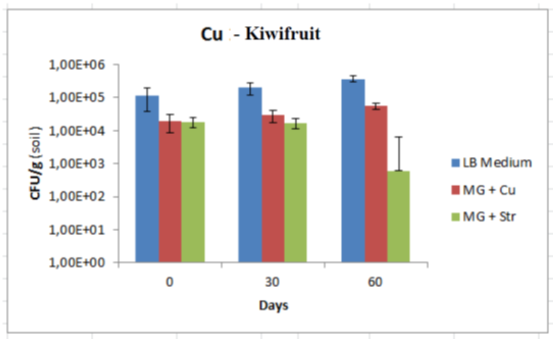 Cu - Kiwifruit
1,00E+06
1,00E+05
1,00E+04
1,00E+03
1,00E+02
1,00E+01
1,00E+00
CFU/g (soil)
0 30 60
Days
LB Medium
MG + Cu
MG + Str